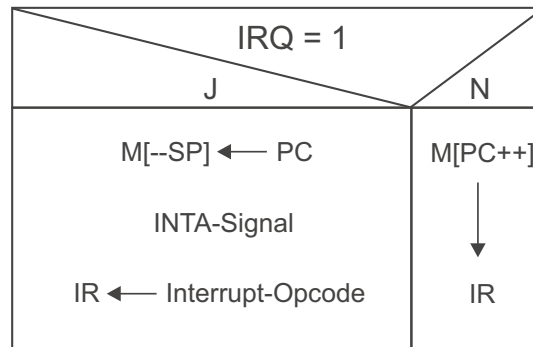 IRQ = 1
J
N
M[--SP] ← PC
INTA-Signal
IR ← Interrupt-Opcode
M[PC++]
↓
IR